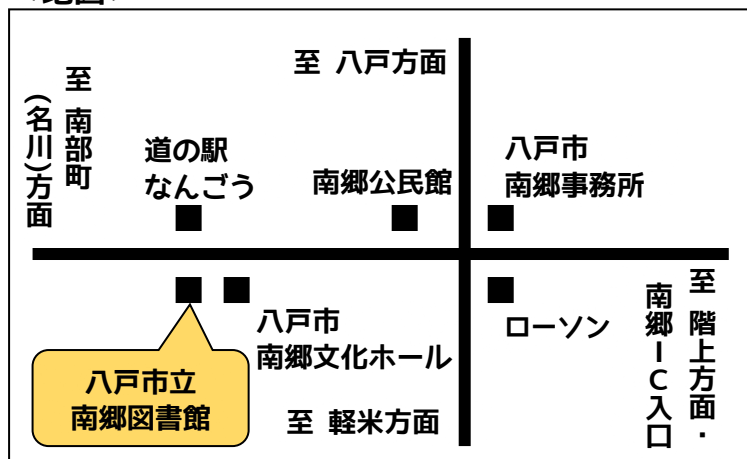 至 八戸方面
至 南部町
(名川)方面
道の駅
なんごう
南郷公民館
八戸市
南郷事務所
八戸市
南郷文化ホール
ローソン
至 階上方面・
南郷IC入口
八戸市立
南郷図書館
至 軽米方面